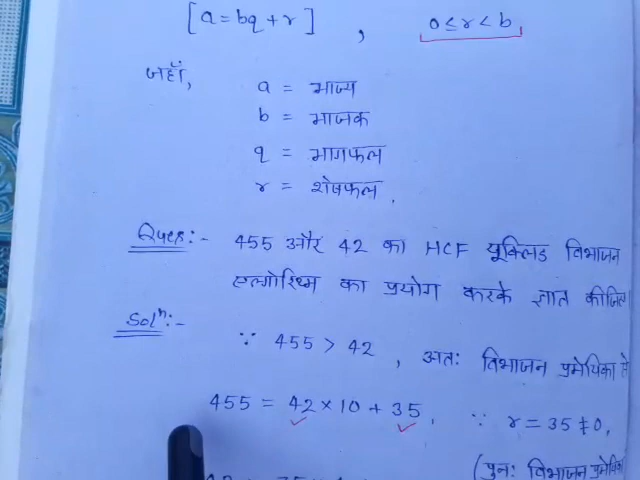 [a = bq + r] , 0 ≤ r < b
जहाँ,
a = भाज्य
b = भाजक
q = भागफल
r = शेषफल.
Ques:- 455 और 42 का HCF यूक्लिड विभाजन
एल्गोरिथ्म का प्रयोग करके ज्ञात कीजिए
Solⁿ:-
∵ 455 > 42 , अतः विभाजन प्रमेयिका से
455 = 42 × 10 + 35, ∵ r = 35 ≠ 0,
(पुनः विभाजन